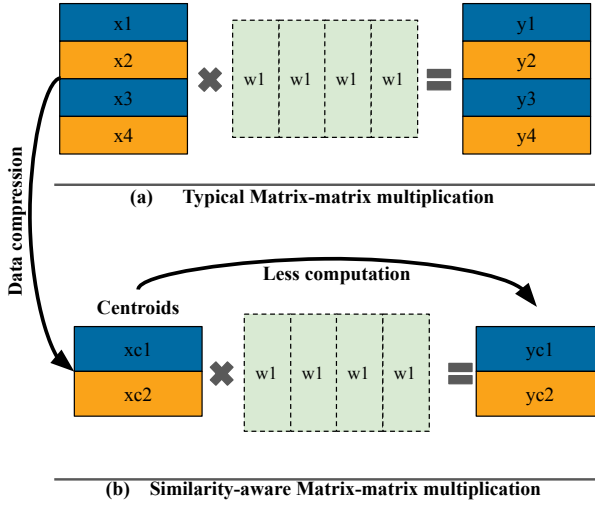 x1
x2
x3
x4
w1 w1 w1 w1
y1
y2
y3
y4
(a) Typical Matrix-matrix multiplication
Data compression
Less computation
Centroids
xc1
xc2
w1 w1 w1 w1
yc1
yc2
(b) Similarity-aware Matrix-matrix multiplication